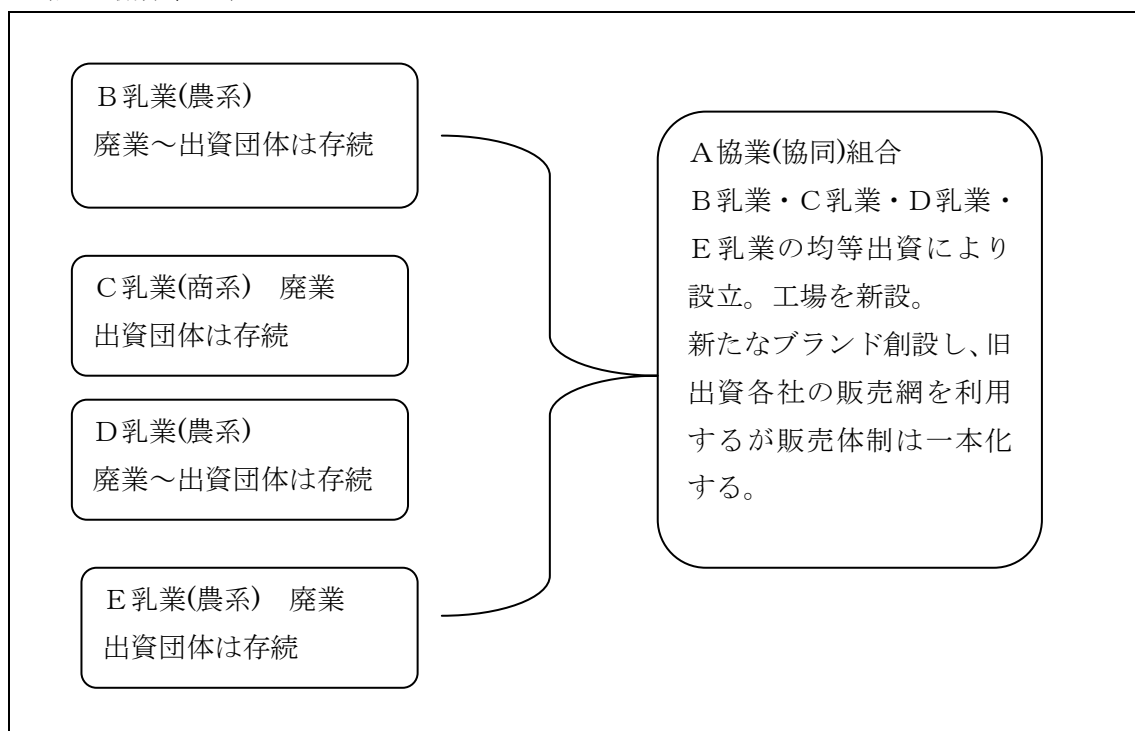 B乳業(農系)
廃業～出資団体は存続
C乳業(商系)　廃業
出資団体は存続
D乳業(農系)
廃業～出資団体は存続
E乳業(農系)　廃業
出資団体は存続
A協業(協同)組合
B乳業・C乳業・D乳業・
E乳業の均等出資により
設立。工場を新設。
新たなブランド創設し、旧
出資各社の販売網を利用
するが販売体制は一本化
する。